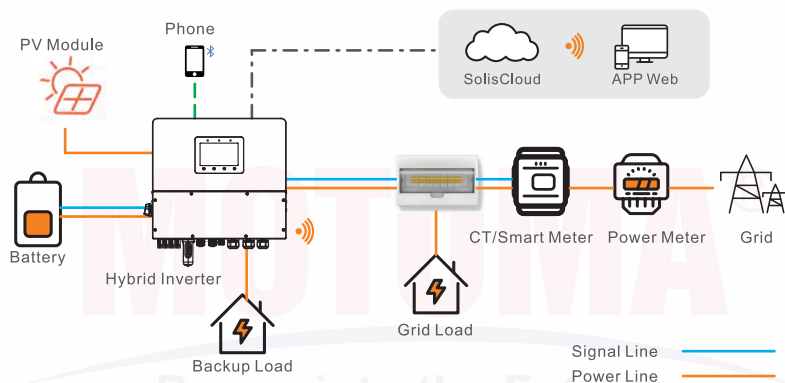 Phone
PV Module
SolisCloud
APP Web
Battery
Hybrid Inverter
CT/Smart Meter
Power Meter
Grid
Grid Load
Backup Load
MOTOMA
Signal Line
Power Line